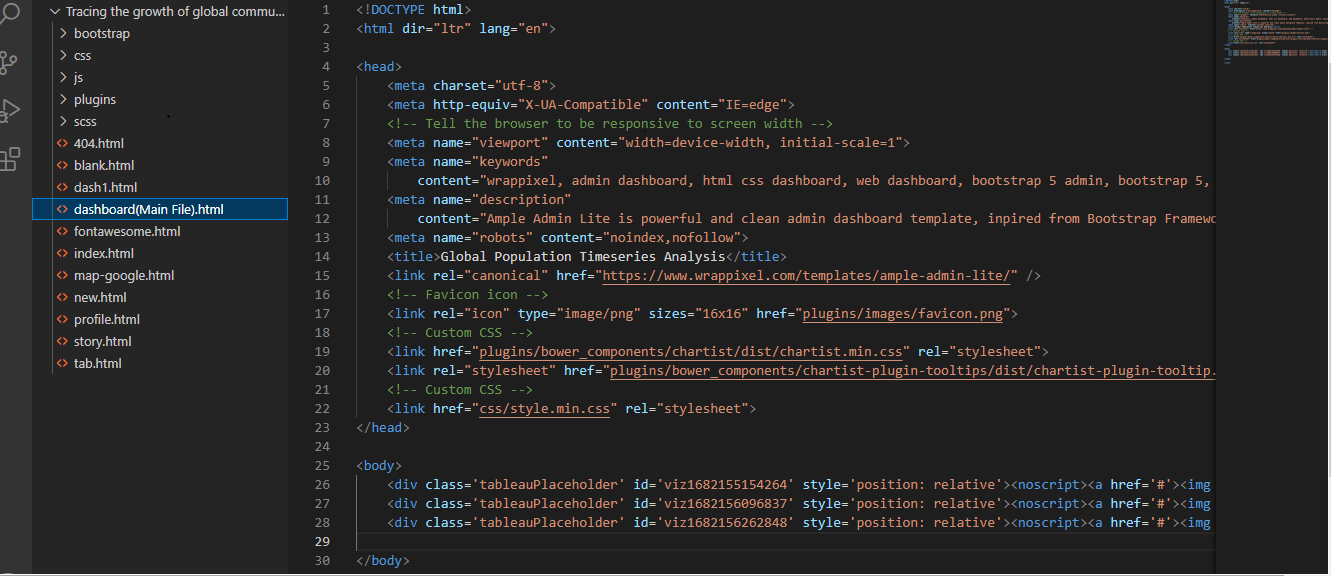 Tracing the growth of global commu...
bootstrap
css
js
plugins
scss
404.html
blank.html
dash1.html
dashboard(Main File).html
fontawesome.html
index.html
map-google.html
new.html
profile.html
story.html
tab.html
1 <!DOCTYPE html>
2 <html dir="ltr" lang="en">
3
4 <head>
5 <meta charset="utf-8">
6 <meta http-equiv="X-UA-Compatible" content="IE=edge">
7 <!-- Tell the browser to be responsive to screen width -->
8 <meta name="viewport" content="width=device-width, initial-scale=1">
9 <meta name="keywords"
10 content="wrappixel, admin dashboard, html css dashboard, web dashboard, bootstrap 5 admin, bootstrap 5,
11 <meta name="description"
12 content="Ample Admin Lite is powerful and clean admin dashboard template, inpired from Bootstrap Framewo
13 <meta name="robots" content="noindex,nofollow">
14 <title>Global Population Timeseries Analysis</title>
15 <link rel="canonical" href="https://www.wrappixel.com/templates/ample-admin-lite/" />
16 <!-- Favicon icon -->
17 <link rel="icon" type="image/png" sizes="16x16" href="plugins/images/favicon.png">
18 <!-- Custom CSS -->
19 <link href="plugins/bower_components/chartist/dist/chartist.min.css" rel="stylesheet">
20 <link rel="stylesheet" href="plugins/bower_components/chartist-plugin-tooltips/dist/chartist-plugin-tooltip.
21 <!-- Custom CSS -->
22 <link href="css/style.min.css" rel="stylesheet">
23 </head>
24
25 <body>
26 <div class='tableauPlaceholder' id='viz1682155154264' style='position: relative'><noscript><a href='#'><img
27 <div class='tableauPlaceholder' id='viz1682156096837' style='position: relative'><noscript><a href='#'><img
28 <div class='tableauPlaceholder' id='viz1682156262848' style='position: relative'><noscript><a href='#'><img
29
30 </body>